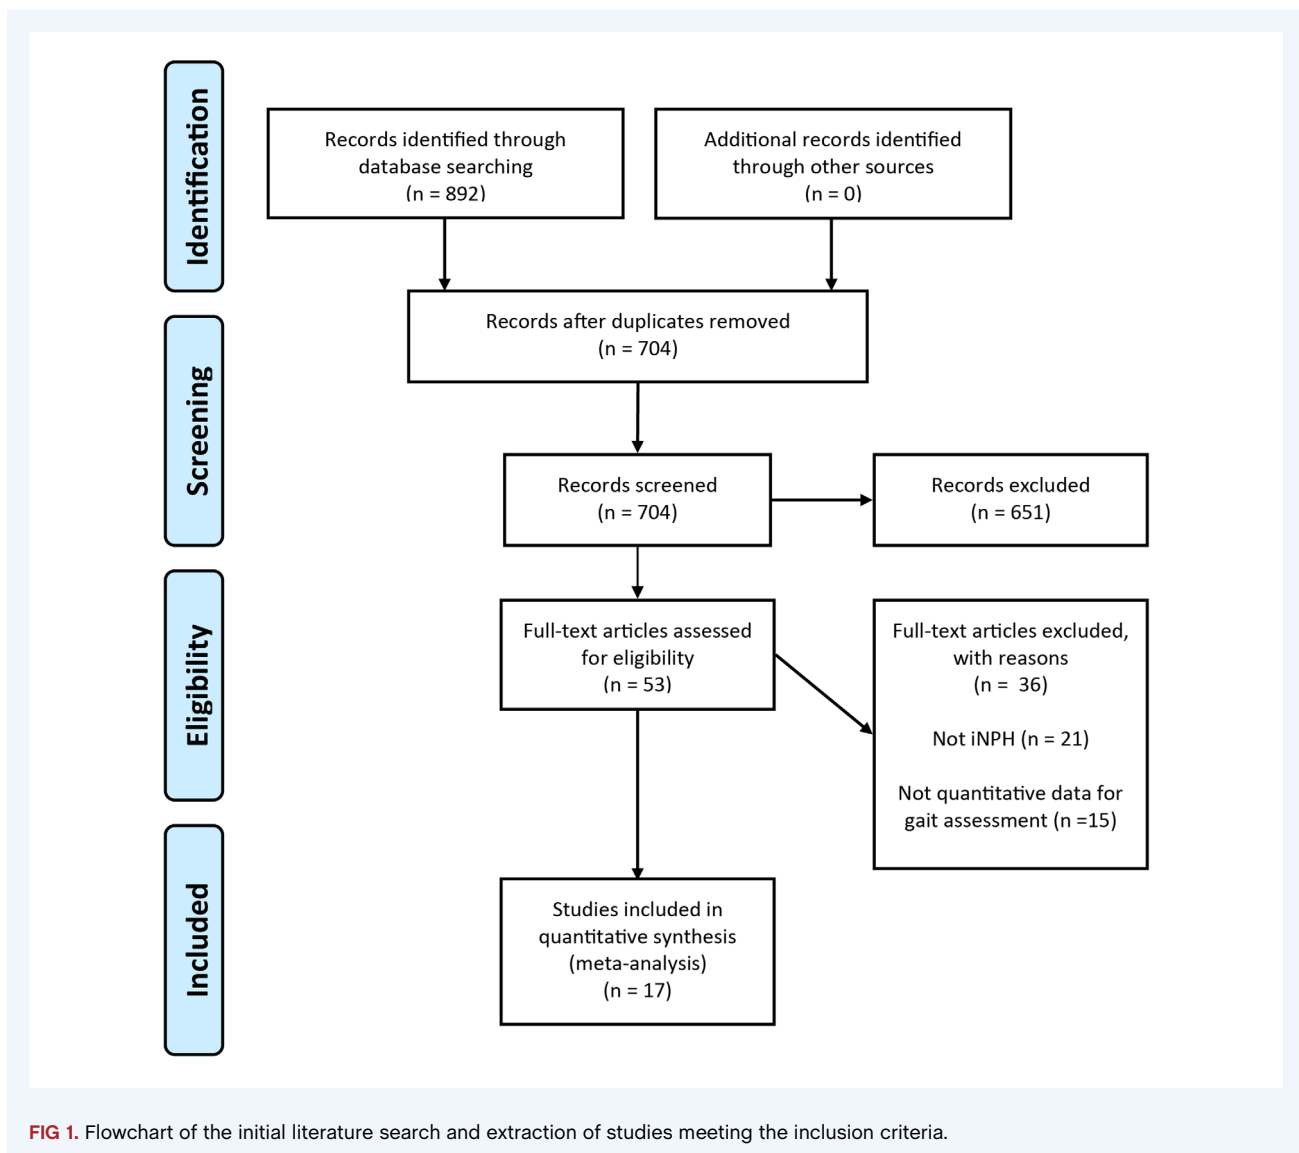 Identification
Records identified through
database searching
(n = 892)
Additional records identified
through other sources
(n = 0)
Records after duplicates removed
(n = 704)
Screening
Records screened
(n = 704)
Records excluded
(n = 651)
Eligibility
Full-text articles assessed
for eligibility
(n = 53)
Full-text articles excluded,
with reasons
(n =  36)
Not iNPH (n = 21)
Not quantitative data for
gait assessment (n =15)
Included
Studies included in
quantitative synthesis
(meta-analysis)
(n = 17)
FIG 1. Flowchart of the initial literature search and extraction of studies meeting the inclusion criteria.